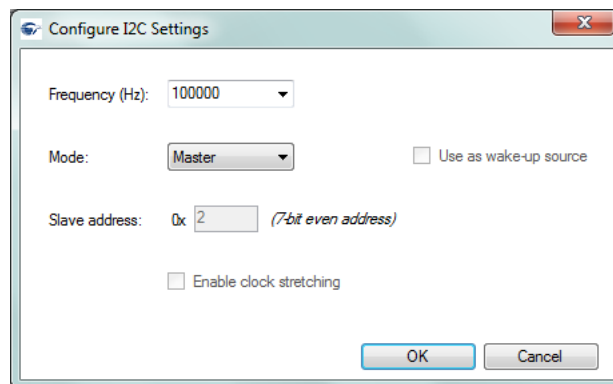 Configure I2C Settings
Frequency (Hz): 100000
Mode: Master Use as wake-up source
Slave address: 0x 2 (7-bit even address)
Enable clock stretching
OK Cancel